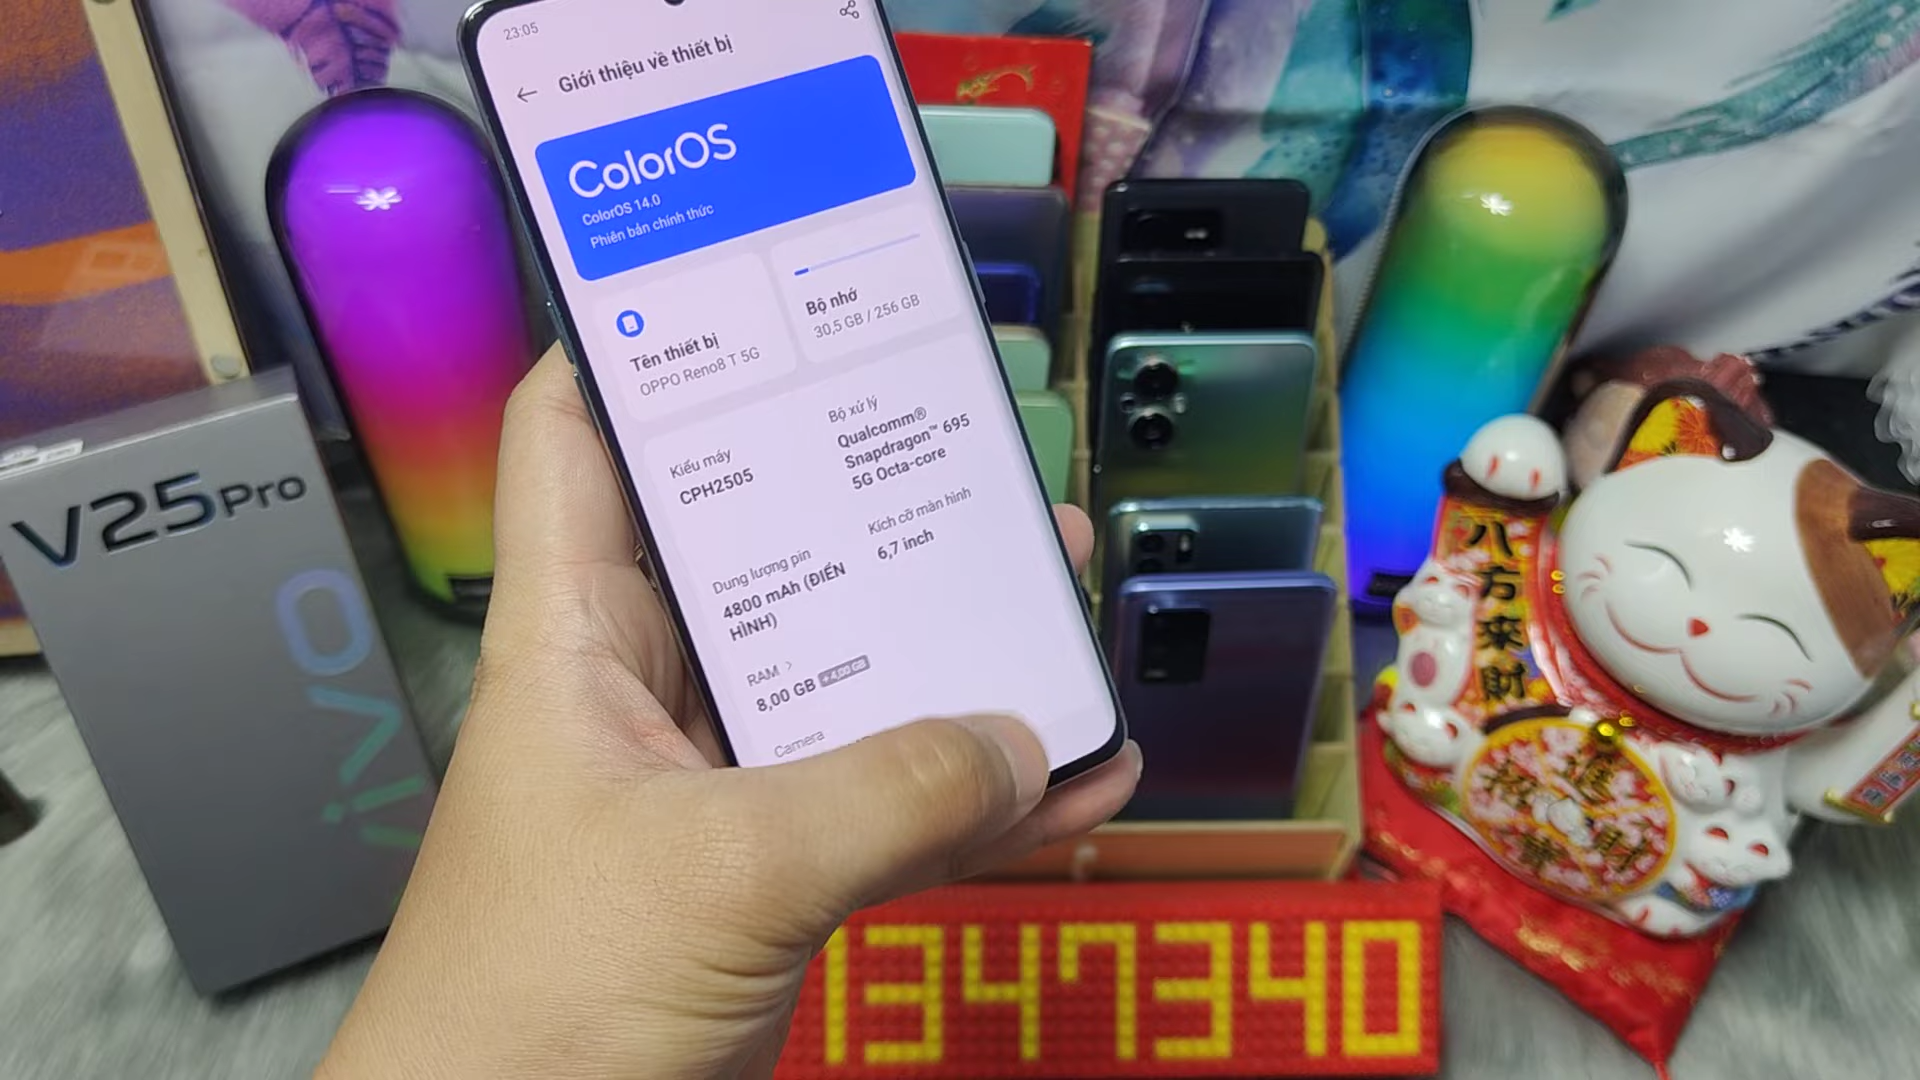 23:05
Giới thiệu về thiết bị
ColorOS
ColorOS 14.0
Phiên bản chính thức
Tên thiết bị
OPPO Reno8 T 5G
Bộ nhớ
30,5 GB / 256 GB
Kiểu máy
CPH2505
Bộ xử lý
Qualcomm®
Snapdragon™ 695
5G Octa-core
Dung lượng pin
4800 mAh (ĐIỂN
HÌNH)
Kích cỡ màn hình
6,7 inch
RAM >
8,00 GB +4,00 GB
Camera
V25Pro
vivo
八方來財
1347340